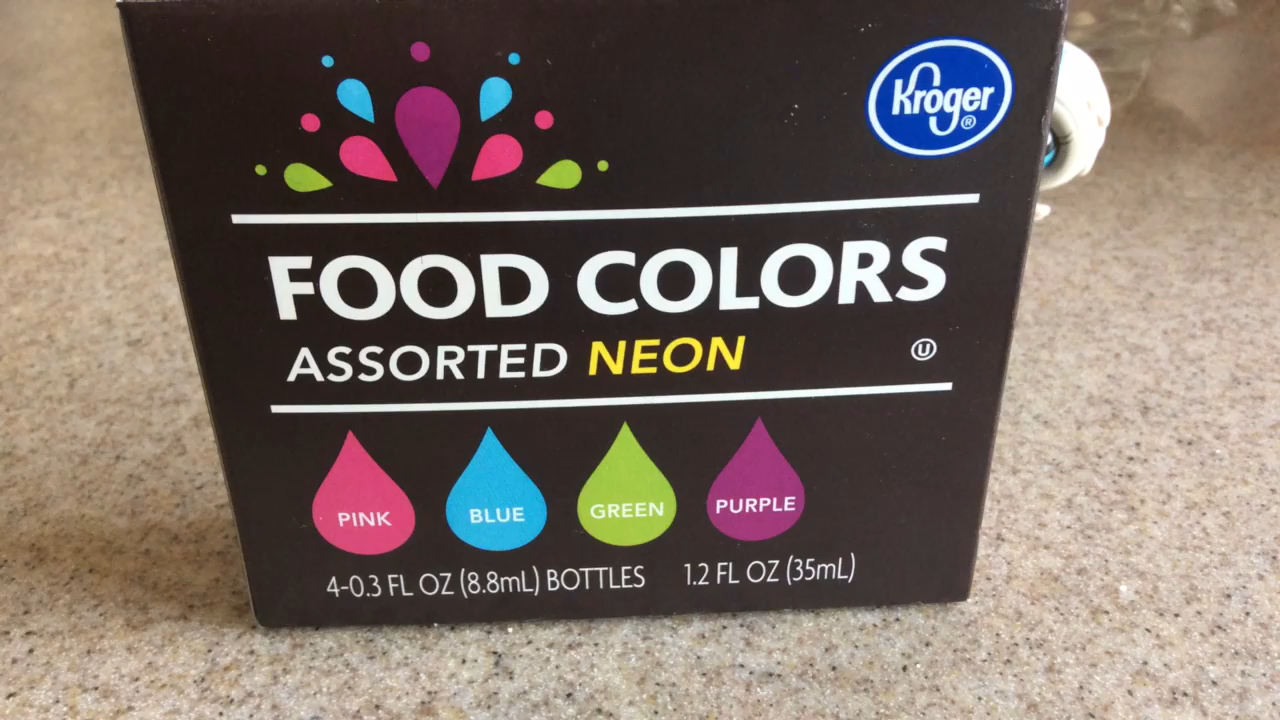 Kroger®
FOOD COLORS
ASSORTED NEON
Ⓤ
PINK
BLUE
GREEN
PURPLE
4-0.3 FL OZ (8.8mL) BOTTLES 1.2 FL OZ (35mL)